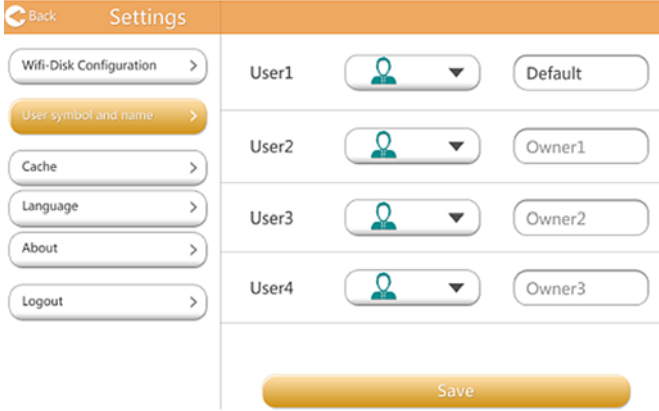 Back Settings
Wifi-Disk Configuration
User symbol and name
Cache
Language
About
Logout
User1 Default
User2 Owner1
User3 Owner2
User4 Owner3
Save